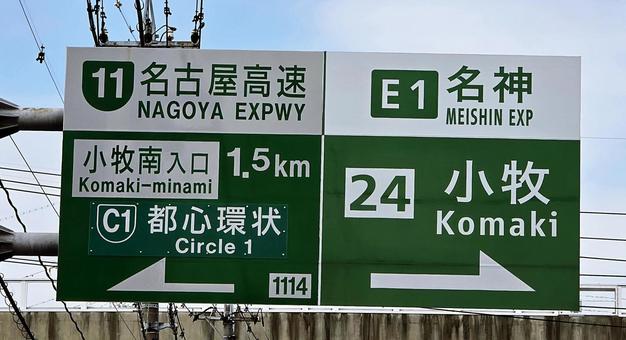 11 名古屋高速
NAGOYA EXPWY
小牧南入口 1.5km
Komaki-minami
C1 都心環状
Circle 1
1114
E1 名神
MEISHIN EXP
24 小牧
Komaki